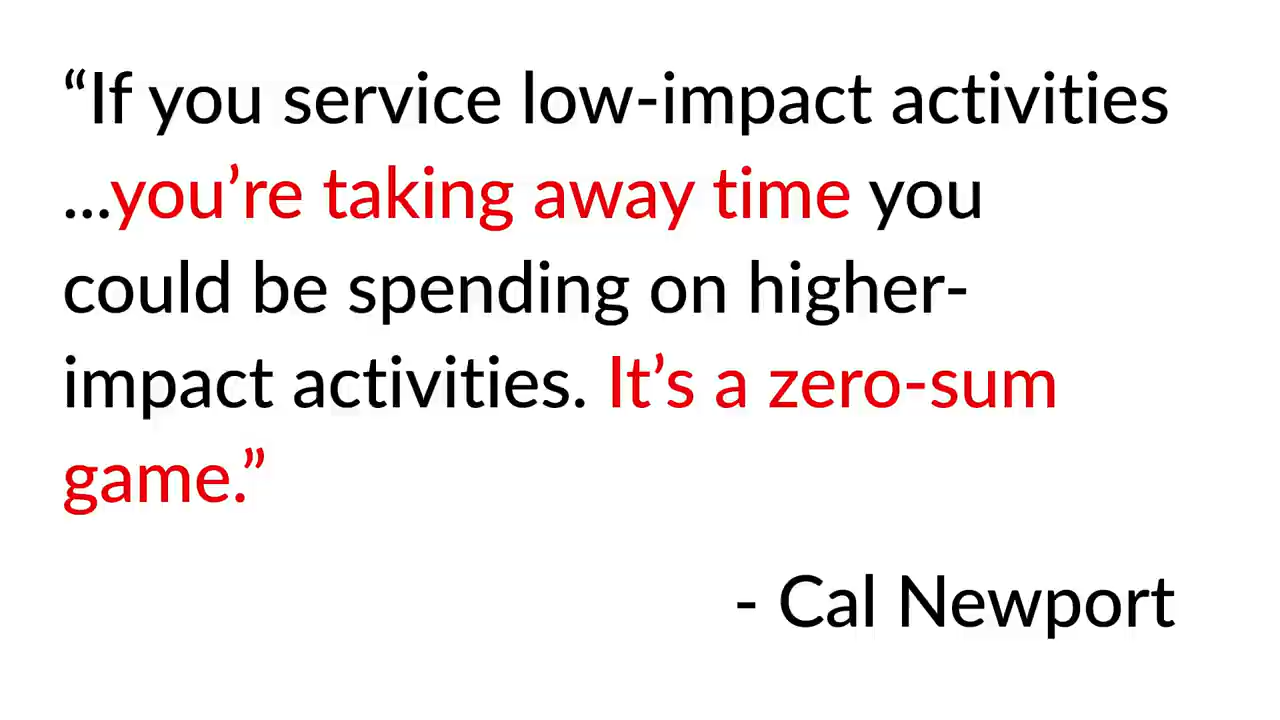 “If you service low-impact activities
...you’re taking away time you
could be spending on higher-
impact activities. It’s a zero-sum
game.”
- Cal Newport